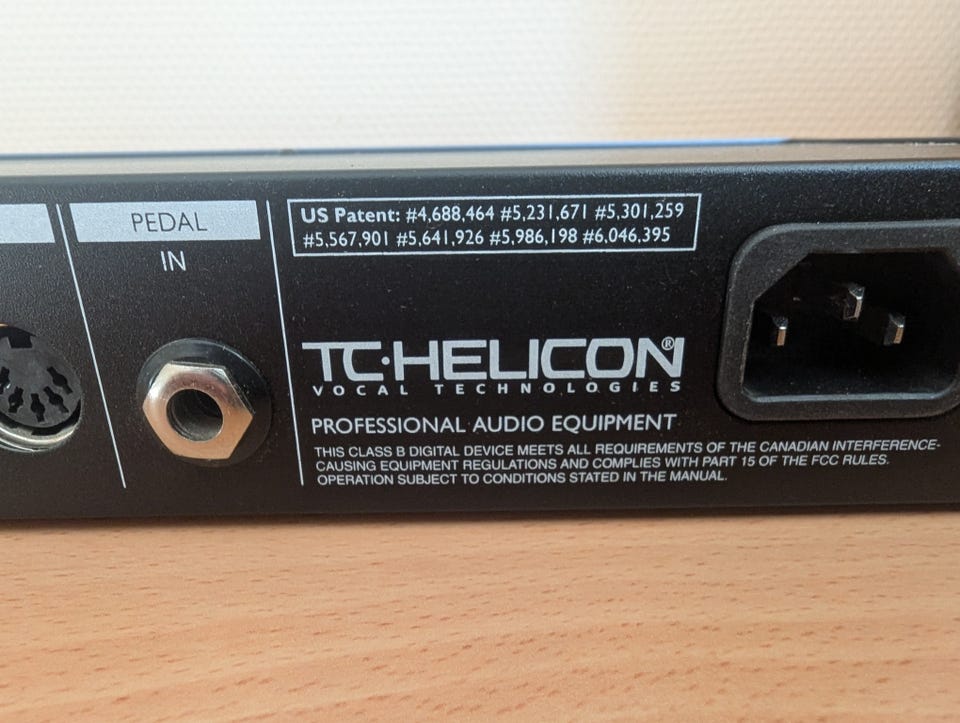 PEDAL
IN
US Patent: #4,688,464 #5,231,671 #5,301,259
#5,567,901 #5,641,926 #5,986,198 #6,046,395
TC·HELICON®
VOCAL TECHNOLOGIES
PROFESSIONAL AUDIO EQUIPMENT
THIS CLASS B DIGITAL DEVICE MEETS ALL REQUIREMENTS OF THE CANADIAN INTERFERENCE-
CAUSING EQUIPMENT REGULATIONS AND COMPLIES WITH PART 15 OF THE FCC RULES.
OPERATION SUBJECT TO CONDITIONS STATED IN THE MANUAL.